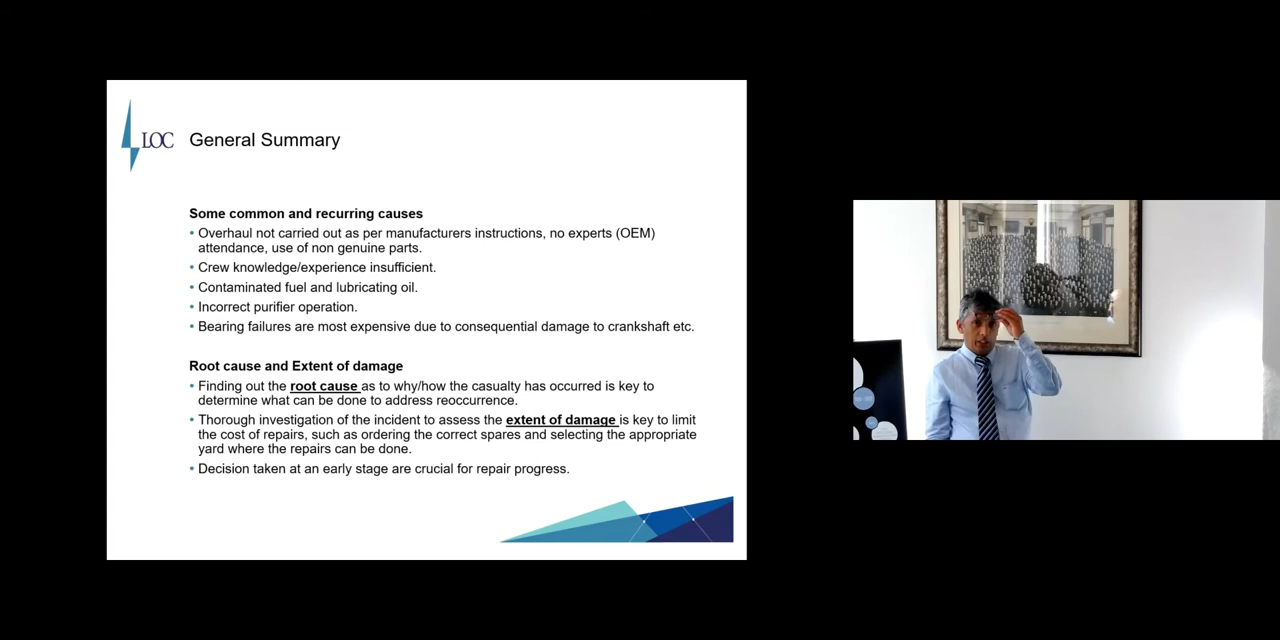 LOC
General Summary
Some common and recurring causes
• Overhaul not carried out as per manufacturers instructions, no experts (OEM)
attendance, use of non genuine parts.
• Crew knowledge/experience insufficient.
• Contaminated fuel and lubricating oil.
• Incorrect purifier operation.
• Bearing failures are most expensive due to consequential damage to crankshaft etc.
Root cause and Extent of damage
• Finding out the root cause as to why/how the casualty has occurred is key to
determine what can be done to address reoccurrence.
• Thorough investigation of the incident to assess the extent of damage is key to limit
the cost of repairs, such as ordering the correct spares and selecting the appropriate
yard where the repairs can be done.
• Decision taken at an early stage are crucial for repair progress.